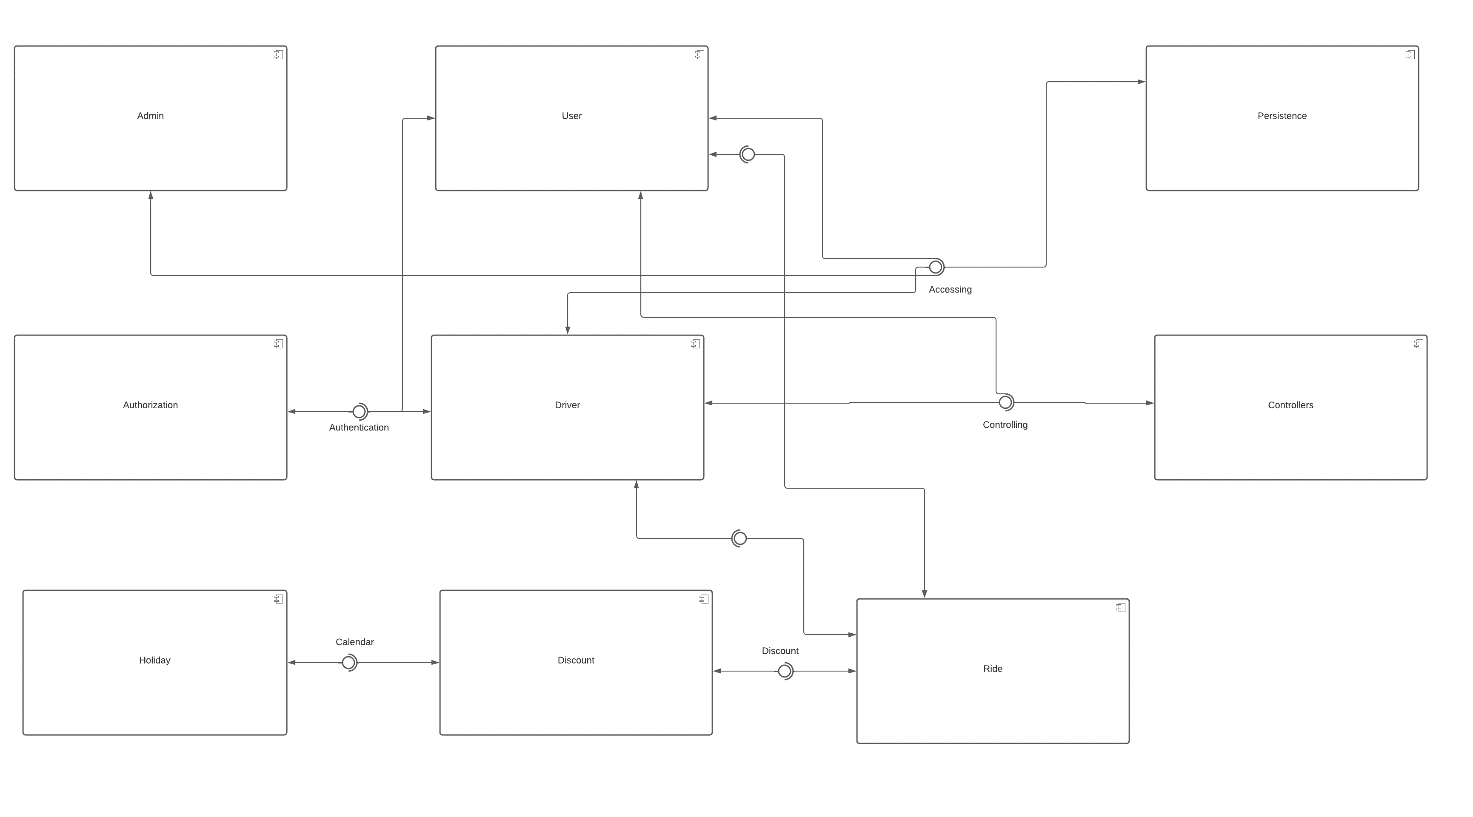 Admin
User
Persistence
Accessing
Authorization
Driver
Controllers
Authentication
Controlling
Calendar
Discount
Holiday
Discount
Ride